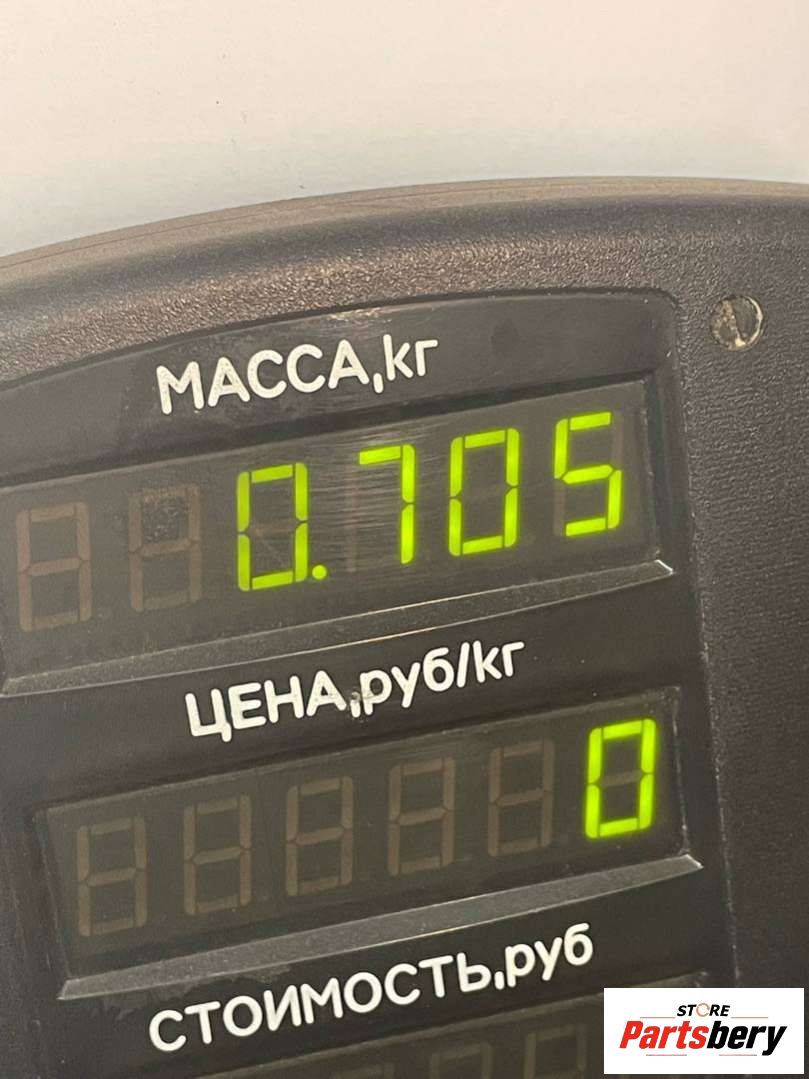 МАССА,кг
0.705
ЦЕНА,руб/кг
0
СТОИМОСТЬ,руб
STORE
Partsbery